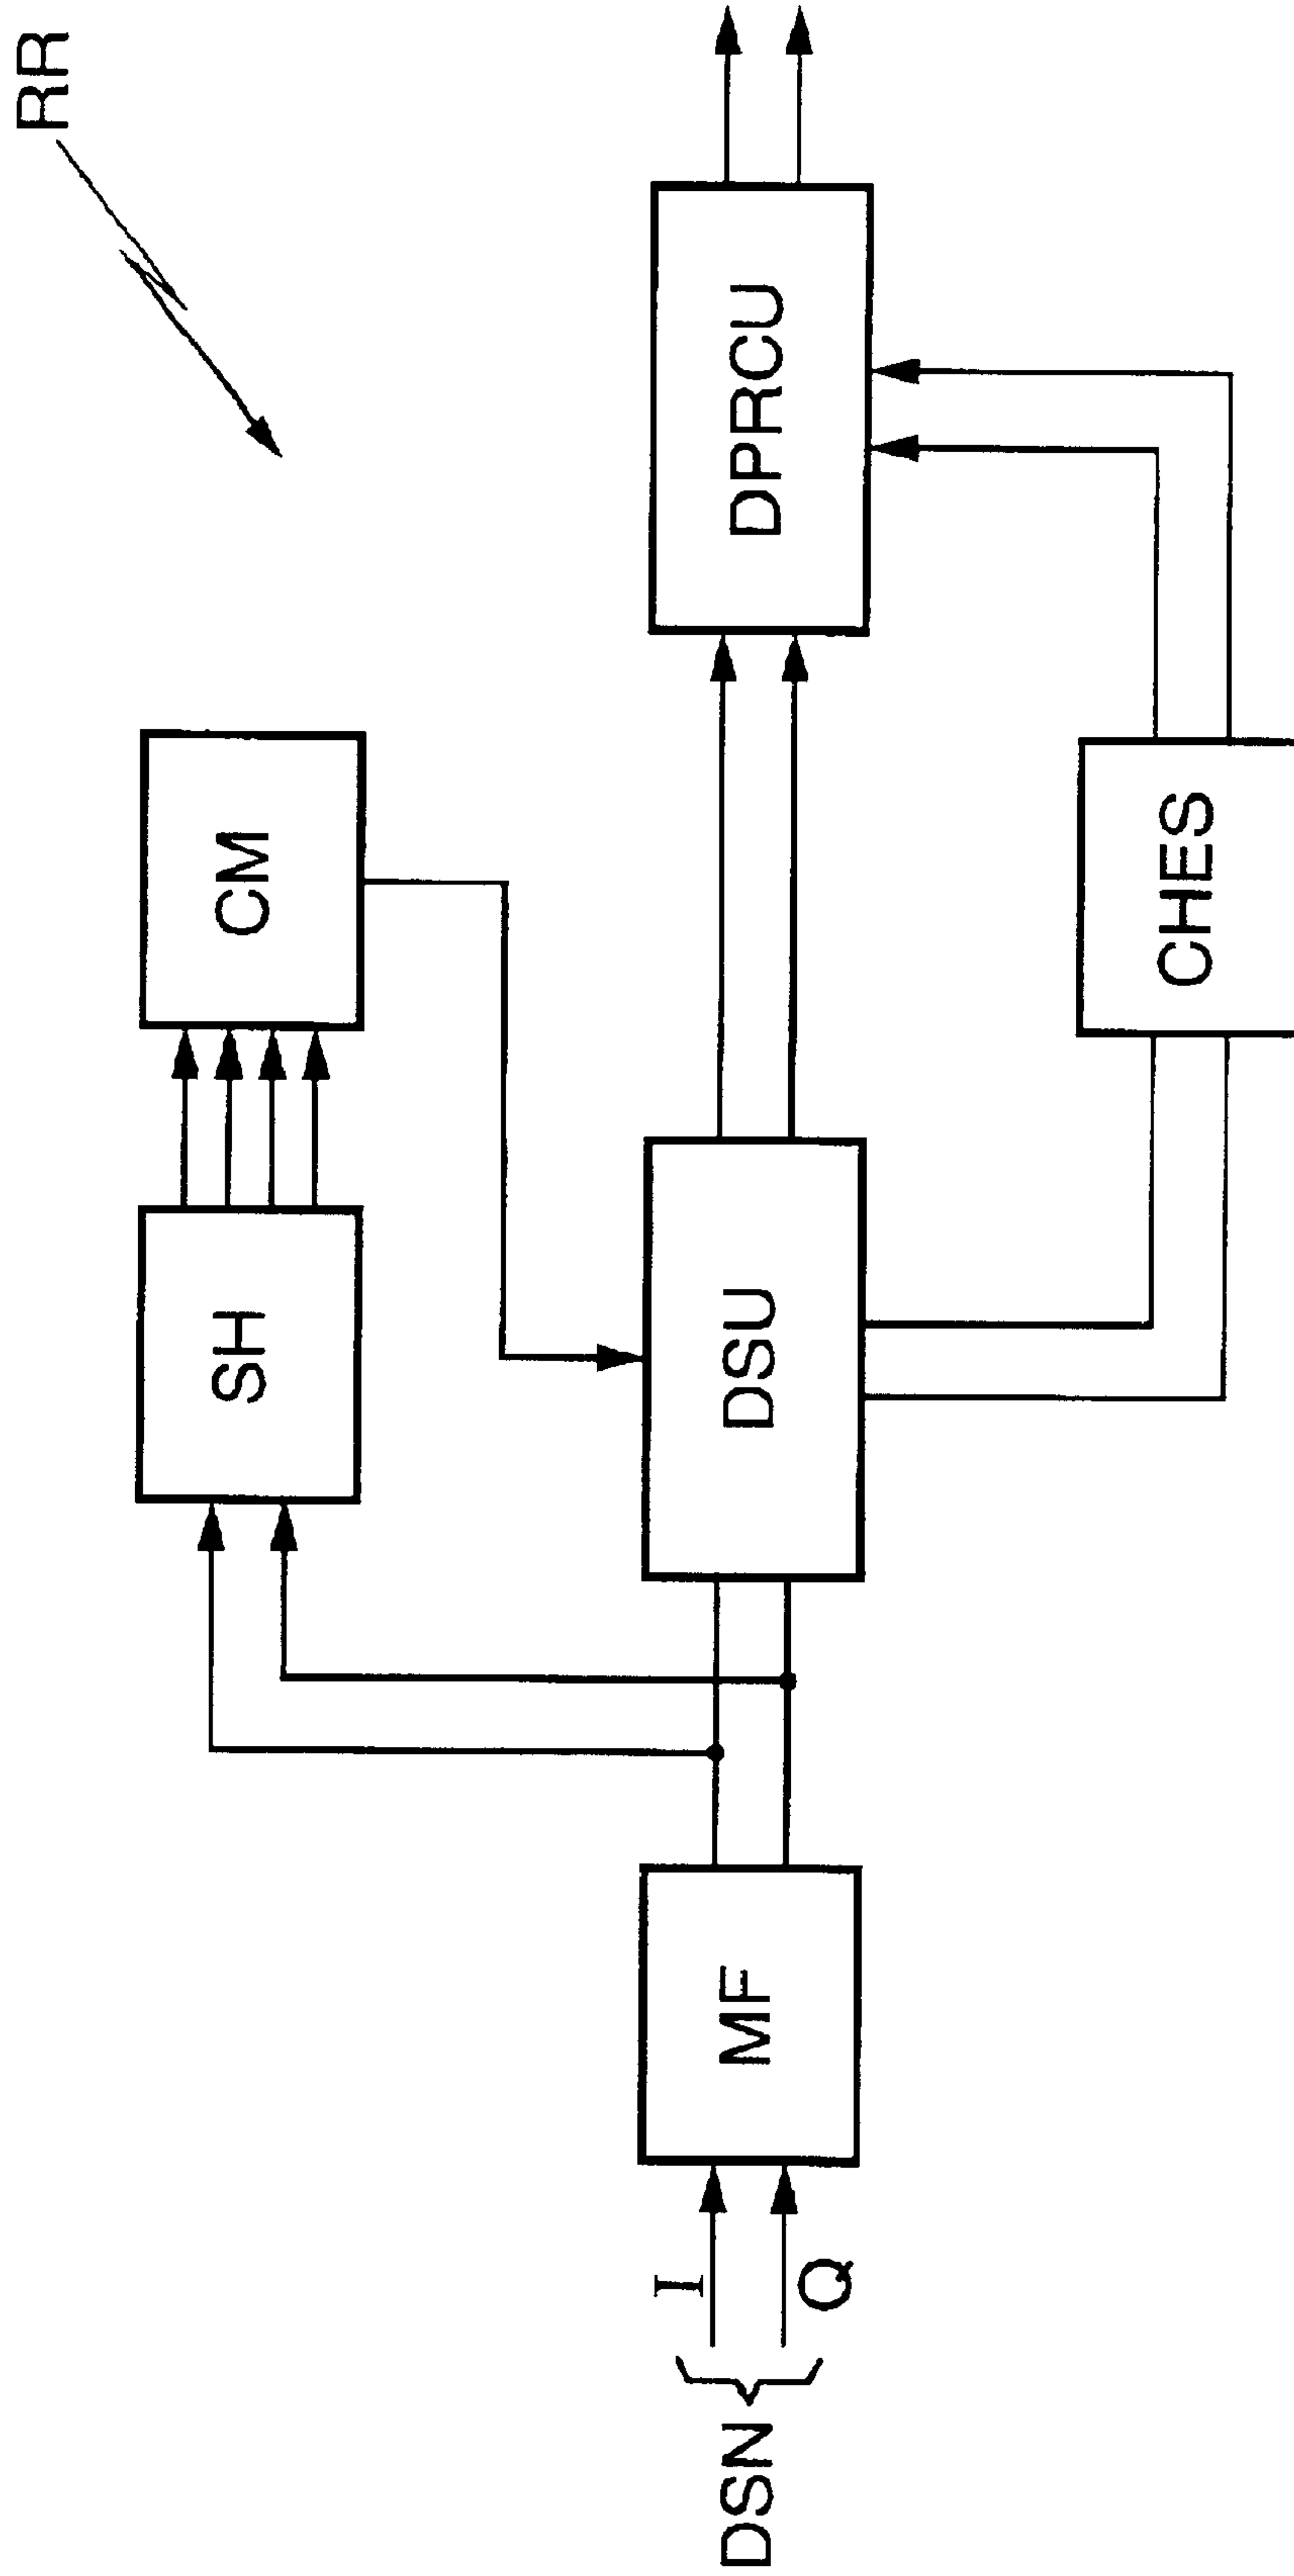 RR
SH
CM
DSN
I
Q
MF
DSU
DPRCU
CHES